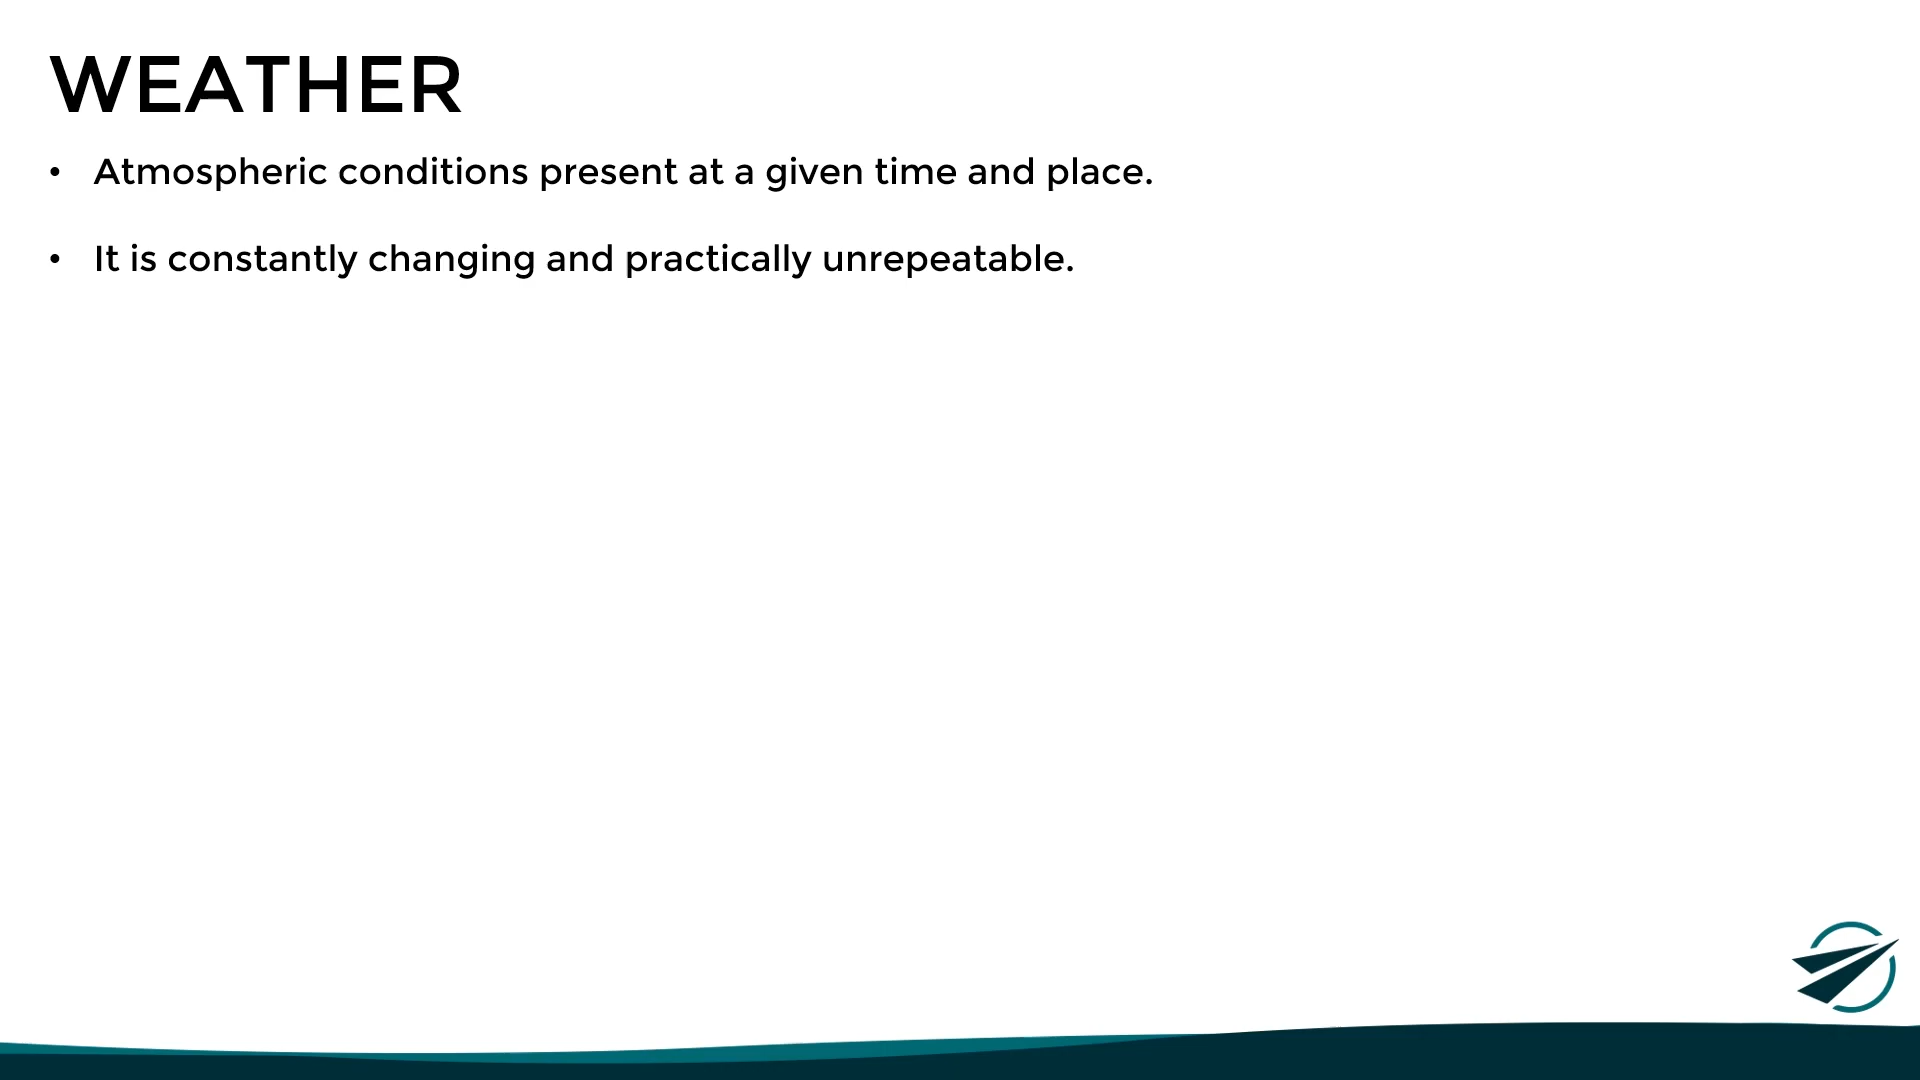 WEATHER
• Atmospheric conditions present at a given time and place.
• It is constantly changing and practically unrepeatable.